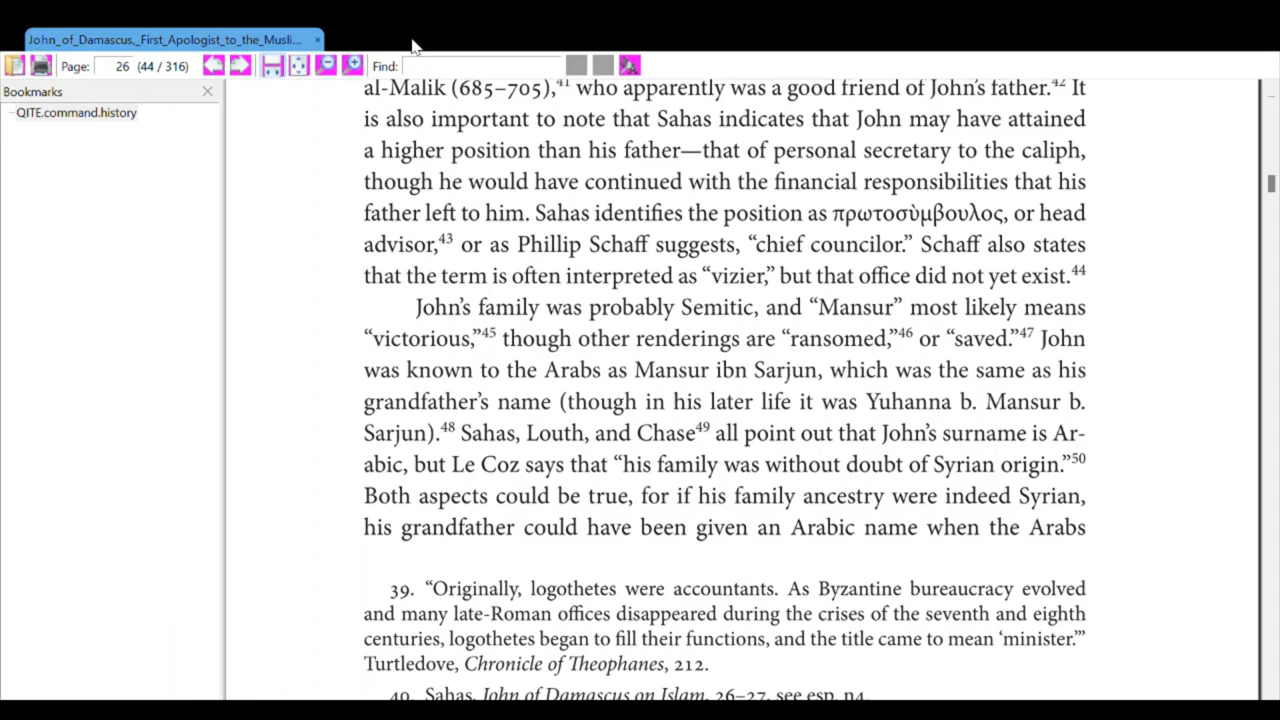 John_of_Damascus,_First_Apologist_to_the_Musli...
Page: 26 (44 / 316) Find:
Bookmarks
QITE.command.history
al-Malik (685–705),41 who apparently was a good friend of John's father.42 It
is also important to note that Sahas indicates that John may have attained
a higher position than his father—that of personal secretary to the caliph,
though he would have continued with the financial responsibilities that his
father left to him. Sahas identifies the position as πρωτοσὺμβουλος, or head
advisor,43 or as Phillip Schaff suggests, “chief councilor.” Schaff also states
that the term is often interpreted as “vizier,” but that office did not yet exist.44
John's family was probably Semitic, and “Mansur” most likely means
“victorious,”45 though other renderings are “ransomed,”46 or “saved.”47 John
was known to the Arabs as Mansur ibn Sarjun, which was the same as his
grandfather's name (though in his later life it was Yuhanna b. Mansur b.
Sarjun).48 Sahas, Louth, and Chase49 all point out that John's surname is Ar-
abic, but Le Coz says that “his family was without doubt of Syrian origin.”50
Both aspects could be true, for if his family ancestry were indeed Syrian,
his grandfather could have been given an Arabic name when the Arabs
39. “Originally, logothetes were accountants. As Byzantine bureaucracy evolved
and many late-Roman offices disappeared during the crises of the seventh and eighth
centuries, logothetes began to fill their functions, and the title came to mean ‘minister.’”
Turtledove, Chronicle of Theophanes, 212.
40. Sahas, John of Damascus on Islam, 26–27, see esp. n4.